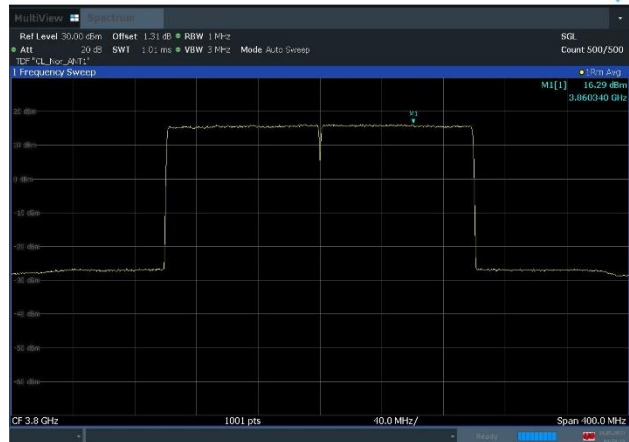 MultiView Spectrum
Ref Level 30.00 dBm Offset 1.31 dB RBW 1 MHz SGL
Att 20 dB SWT 1.01 ms VBW 3 MHz Mode Auto Sweep Count 500/500
TDF "CL_Nor_ANT1"
1 Frequency Sweep 1Rm Avg
M1[1] 16.29 dBm
3.860340 GHz
M1
20 dBm
10 dBm
0 dBm
-10 dBm
-20 dBm
-30 dBm
-40 dBm
-50 dBm
-60 dBm
CF 3.8 GHz 1001 pts 40.0 MHz/ Span 400.0 MHz
Ready